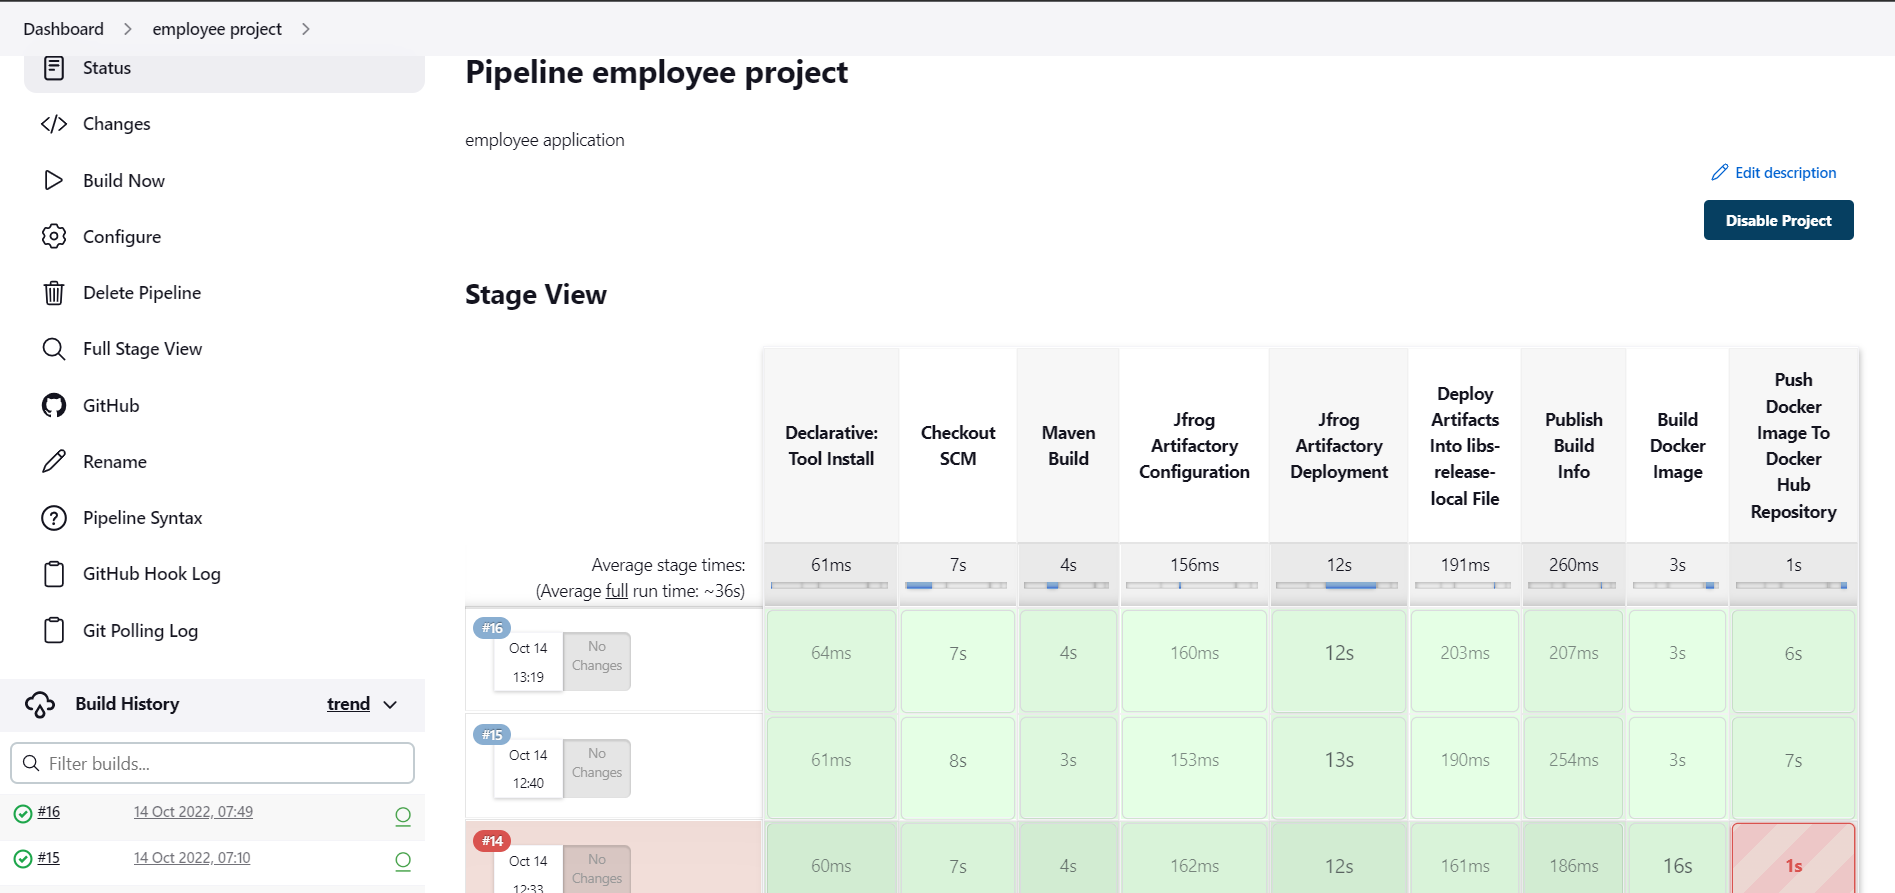 Dashboard > employee project >
Status
Changes
Build Now
Configure
Delete Pipeline
Full Stage View
GitHub
Rename
Pipeline Syntax
GitHub Hook Log
Git Polling Log
Build History
trend
Filter builds...
#16 14 Oct 2022, 07:49
#15 14 Oct 2022, 07:10
Pipeline employee project
employee application
Edit description
Disable Project
Stage View
Declarative:
Tool Install
Checkout
SCM
Maven
Build
Jfrog
Artifactory
Configuration
Jfrog
Artifactory
Deployment
Deploy
Artifacts
Into libs-
release-
local File
Publish
Build
Info
Build
Docker
Image
Push
Docker
Image To
Docker
Hub
Repository
Average stage times:
(Average full run time: ~36s)
61ms 7s 4s 156ms 12s 191ms 260ms 3s 1s
#16
Oct 14
13:19
No
Changes
64ms 7s 4s 160ms 12s 203ms 207ms 3s 6s
#15
Oct 14
12:40
No
Changes
61ms 8s 3s 153ms 13s 190ms 254ms 3s 7s
#14
Oct 14
12:33
No
Changes
60ms 7s 4s 162ms 12s 161ms 186ms 16s 1s